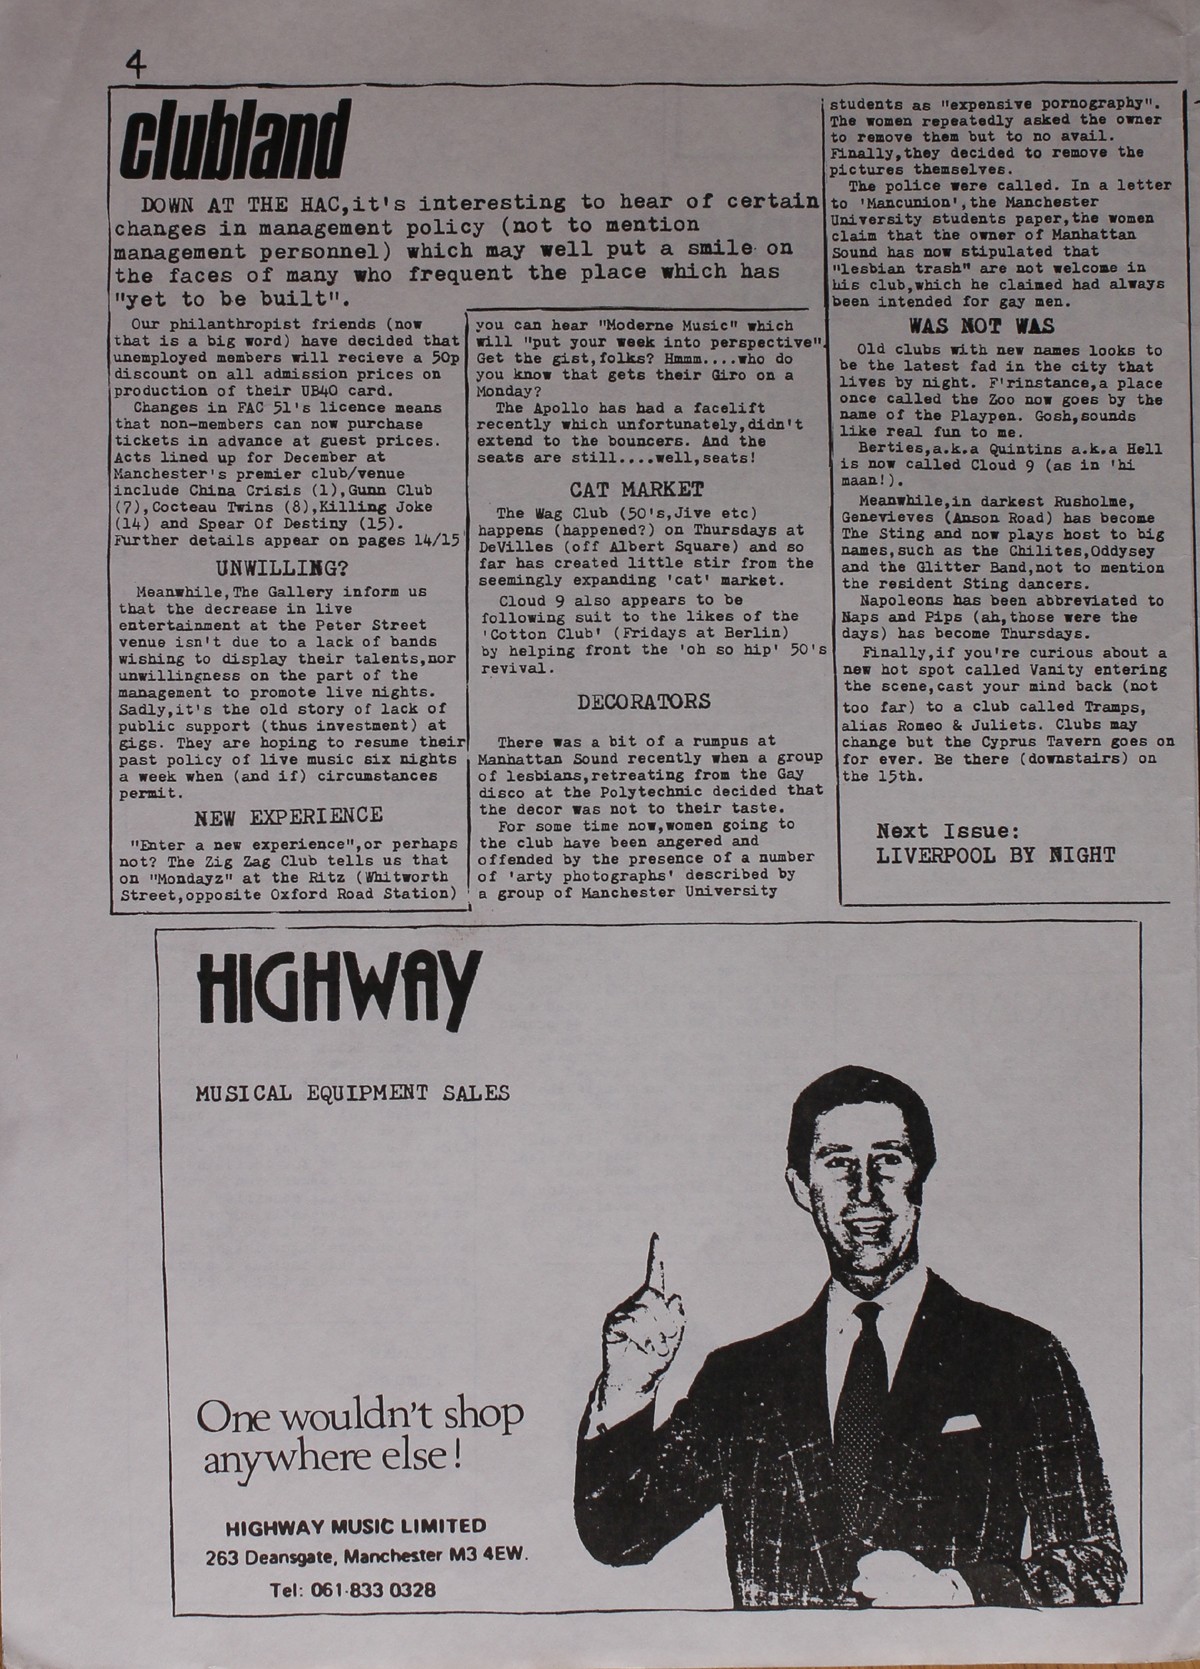 4
clubland
DOWN AT THE HAC,it's interesting to hear of certain
changes in management policy (not to mention
management personnel) which may well put a smile on
the faces of many who frequent the place which has
"yet to be built".
Our philanthropist friends (now
that is a big word) have decided that
unemployed members will recieve a 50p
discount on all admission prices on
production of their UB40 card.
Changes in FAC 51's licence means
that non-members can now purchase
tickets in advance at guest prices.
Acts lined up for December at
Manchester's premier club/venue
include China Crisis (1),Gunn Club
(7),Cocteau Twins (8),Killing Joke
(14) and Spear Of Destiny (15).
Further details appear on pages 14/15
UNWILLING?
Meanwhile,The Gallery inform us
that the decrease in live
entertainment at the Peter Street
venue isn't due to a lack of bands
wishing to display their talents,nor
unwillingness on the part of the
management to promote live nights.
Sadly,it's the old story of lack of
public support (thus investment) at
gigs. They are hoping to resume their
past policy of live music six nights
a week when (and if) circumstances
permit.
NEW EXPERIENCE
"Enter a new experience",or perhaps
not? The Zig Zag Club tells us that
on "Mondayz" at the Ritz (Whitworth
Street,opposite Oxford Road Station)
you can hear "Moderne Music" which
will "put your week into perspective".
Get the gist,folks? Hmmm....who do
you know that gets their Giro on a
Monday?
The Apollo has had a facelift
recently which unfortunately,didn't
extend to the bouncers. And the
seats are still....well,seats!
CAT MARKET
The Wag Club (50's,Jive etc)
happens (happened?) on Thursdays at
DeVilles (off Albert Square) and so
far has created little stir from the
seemingly expanding 'cat' market.
Cloud 9 also appears to be
following suit to the likes of the
'Cotton Club' (Fridays at Berlin)
by helping front the 'oh so hip' 50's
revival.
DECORATORS
There was a bit of a rumpus at
Manhattan Sound recently when a group
of lesbians,retreating from the Gay
disco at the Polytechnic decided that
the decor was not to their taste.
For some time now,women going to
the club have been angered and
offended by the presence of a number
of 'arty photographs' described by
a group of Manchester University
students as "expensive pornography".
The women repeatedly asked the owner
to remove them but to no avail.
Finally,they decided to remove the
pictures themselves.
The police were called. In a letter
to 'Mancunion',the Manchester
University students paper,the women
claim that the owner of Manhattan
Sound has now stipulated that
"lesbian trash" are not welcome in
his club,which he claimed had always
been intended for gay men.
WAS NOT WAS
Old clubs with new names looks to
be the latest fad in the city that
lives by night. F'rinstance,a place
once called the Zoo now goes by the
name of the Playpen. Gosh,sounds
like real fun to me.
Berties,a.k.a Quintins a.k.a Hell
is now called Cloud 9 (as in 'hi
maan!).
Meanwhile,in darkest Rusholme,
Genevieves (Anson Road) has become
The Sting and now plays host to big
names,such as the Chilites,Oddysey
and the Glitter Band,not to mention
the resident Sting dancers.
Napoleons has been abbreviated to
Naps and Pips (ah,those were the
days) has become Thursdays.
Finally,if you're curious about a
new hot spot called Vanity entering
the scene,cast your mind back (not
too far) to a club called Tramps,
alias Romeo & Juliets. Clubs may
change but the Cyprus Tavern goes on
for ever. Be there (downstairs) on
the 15th.
Next Issue:
LIVERPOOL BY NIGHT
HIGHWAY
MUSICAL EQUIPMENT SALES
One wouldn't shop
anywhere else!
HIGHWAY MUSIC LIMITED
263 Deansgate, Manchester M3 4EW.
Tel: 061-833 0328